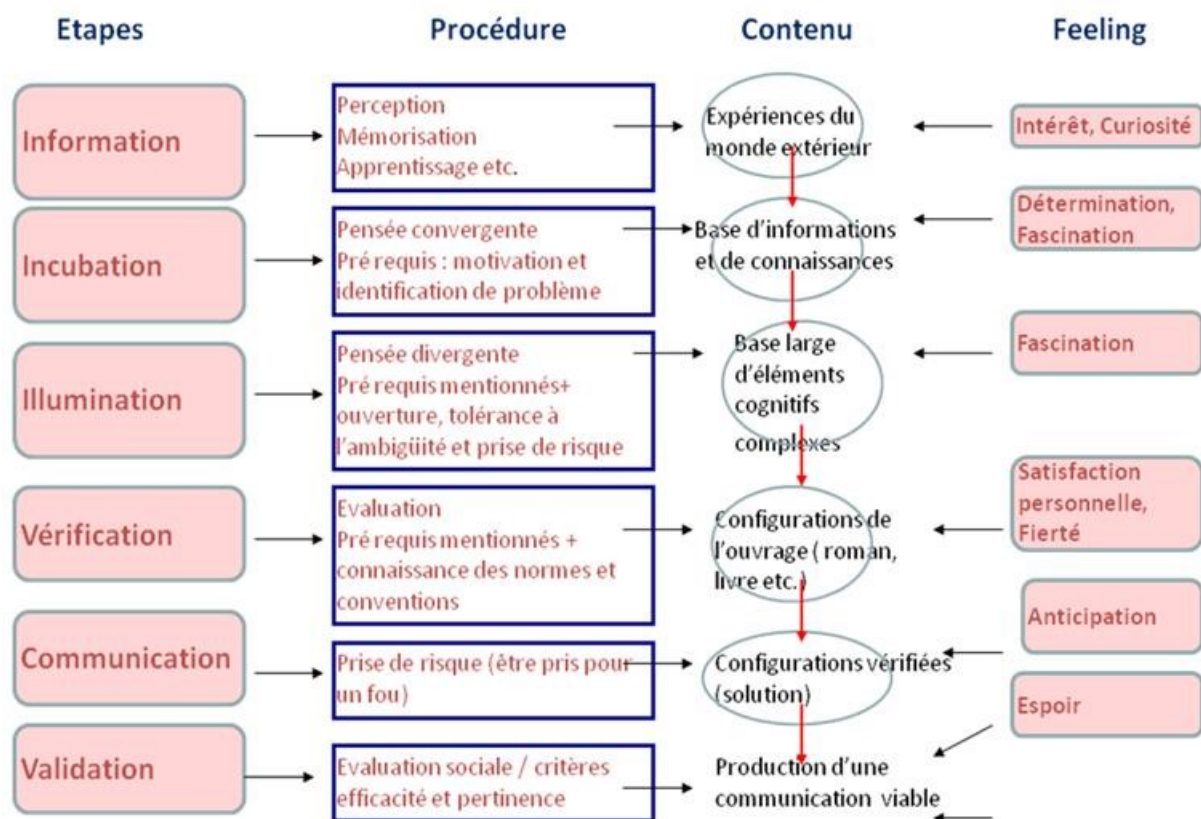 Etapes
Procédure
Contenu
Feeling
Information
Perception
Mémorisation
Apprentissage etc.
Expériences du
monde extérieur
Intérêt, Curiosité
Incubation
Pensée convergente
Pré requis : motivation et
identification de problème
Base d'informations
et de connaissances
Détermination,
Fascination
Illumination
Pensée divergente
Pré requis mentionnés+
ouverture, tolérance à
l'ambigüité et prise de risque
Base large
d'éléments
cognitifs
complexes
Fascination
Vérification
Evaluation
Pré requis mentionnés +
connaissance des normes et
conventions
Configurations de
l'ouvrage ( roman,
livre etc.)
Satisfaction
personnelle,
Fierté
Communication
Prise de risque (être pris pour
un fou)
Configurations vérifiées
(solution)
Anticipation
Validation
Evaluation sociale / critères
efficacité et pertinence
Production d'une
communication viable
Espoir